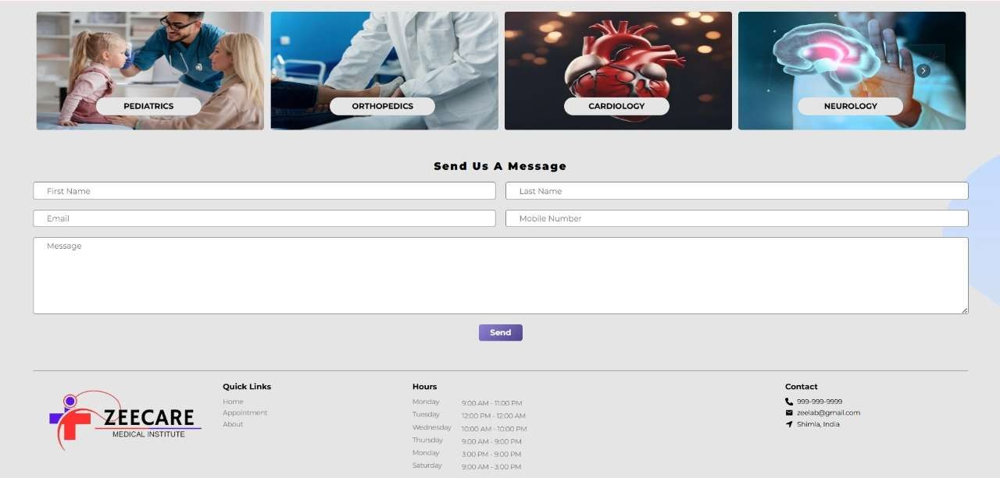 PEDIATRICS
ORTHOPEDICS
CARDIOLOGY
NEUROLOGY
Send Us A Message
First Name
Last Name
Email
Mobile Number
Message
Send
ZEECARE
MEDICAL INSTITUTE
Quick Links
Home
Appointment
About
Hours
Monday 9:00 AM - 11:00 PM
Tuesday 12:00 PM - 12:00 AM
Wednesday 10:00 AM - 10:00 PM
Thursday 9:00 AM - 9:00 PM
Monday 3:00 PM - 9:00 PM
Saturday 9:00 AM - 3:00 PM
Contact
999-999-9999
zeelab@gmail.com
Shimla, India